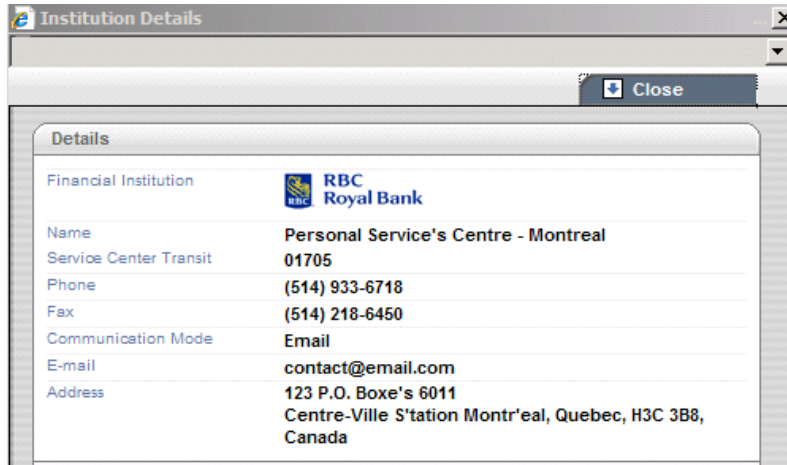 Institution Details
Close
Details
Financial Institution RBC RBC Royal Bank
Name Personal Service's Centre - Montreal
Service Center Transit 01705
Phone (514) 933-6718
Fax (514) 218-6450
Communication Mode Email
E-mail contact@email.com
Address 123 P.O. Boxe's 6011
Centre-Ville S'tation Montr'eal, Quebec, H3C 3B8,
Canada